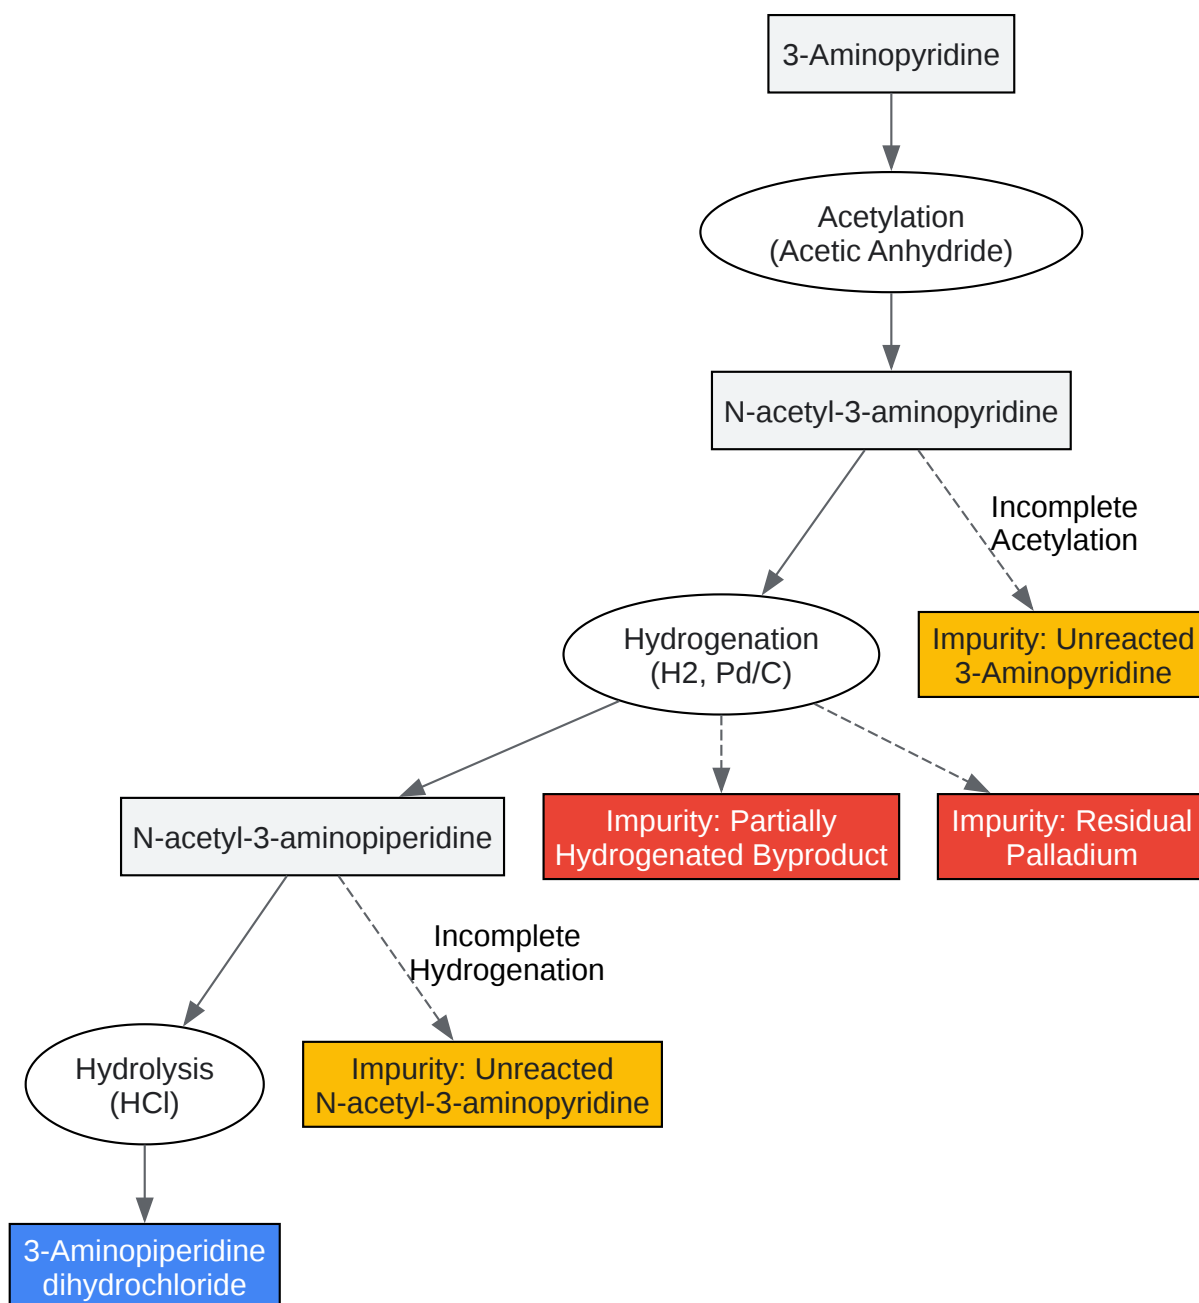 3-Aminopyridine
Acetylation
(Acetic Anhydride)
N-acetyl-3-aminopyridine
Incomplete
Acetylation
Hydrogenation
(H2, Pd/C)
Impurity: Unreacted
3-Aminopyridine
N-acetyl-3-aminopiperidine
Impurity: Partially
Hydrogenated Byproduct
Impurity: Residual
Palladium
Incomplete
Hydrogenation
Hydrolysis
(HCl)
Impurity: Unreacted
N-acetyl-3-aminopyridine
3-Aminopiperidine
dihydrochloride